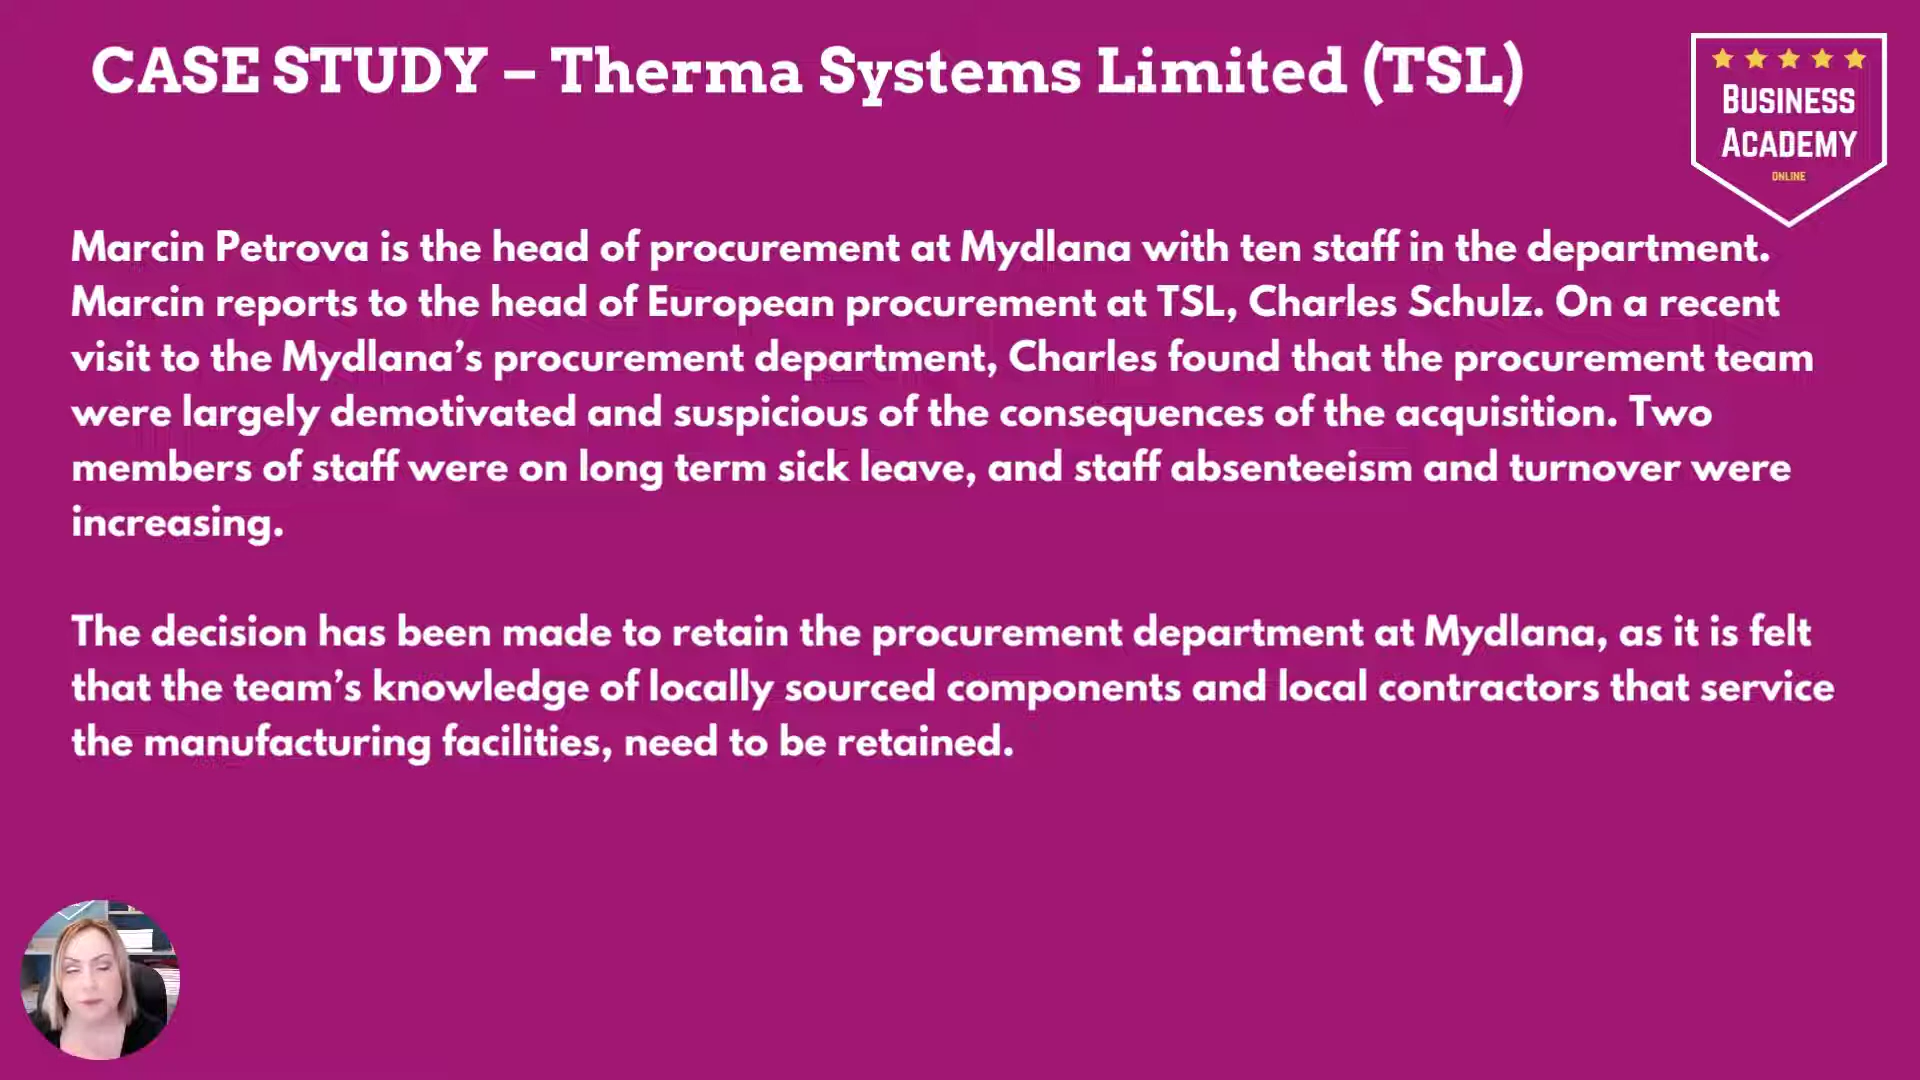 CASE STUDY – Therma Systems Limited (TSL)
BUSINESS
ACADEMY
ONLINE
Marcin Petrova is the head of procurement at Mydlana with ten staff in the department.
Marcin reports to the head of European procurement at TSL, Charles Schulz. On a recent
visit to the Mydlana’s procurement department, Charles found that the procurement team
were largely demotivated and suspicious of the consequences of the acquisition. Two
members of staff were on long term sick leave, and staff absenteeism and turnover were
increasing.
The decision has been made to retain the procurement department at Mydlana, as it is felt
that the team’s knowledge of locally sourced components and local contractors that service
the manufacturing facilities, need to be retained.